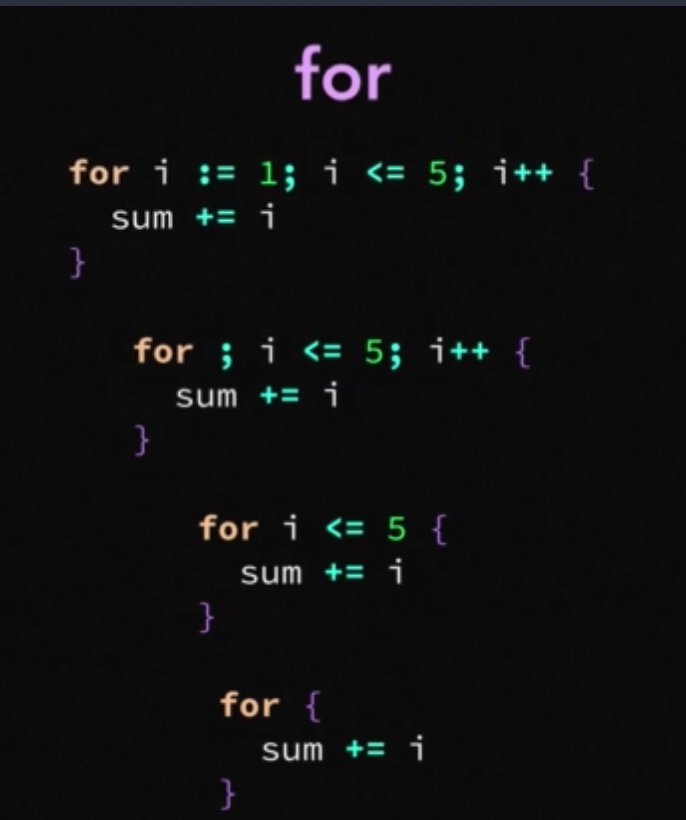 for
for i := 1; i <= 5; i++ {
  sum += i
}
for ; i <= 5; i++ {
  sum += i
}
for i <= 5 {
  sum += i
}
for {
  sum += i
}